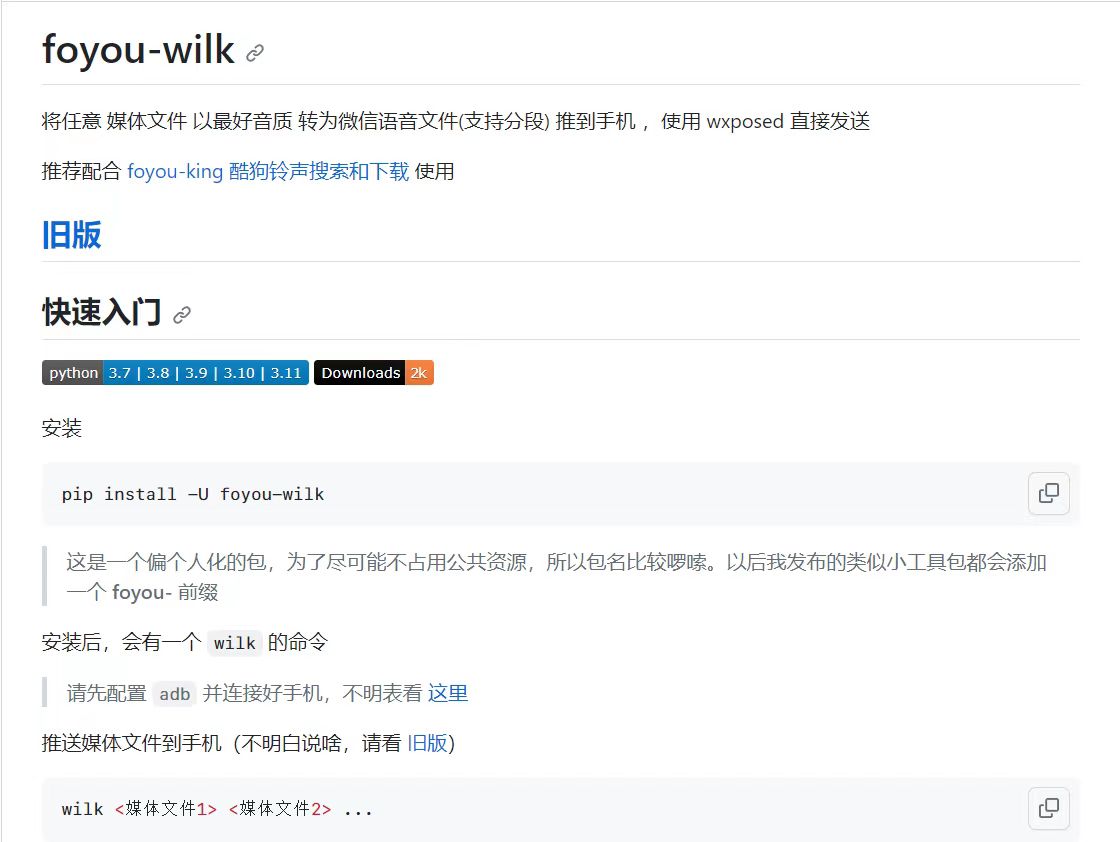 foyou-wilk
将任意 媒体文件 以最好音质 转为微信语音文件(支持分段) 推到手机 ，使用 wxposed 直接发送
推荐配合 foyou-king 酷狗铃声搜索和下载 使用
旧版
快速入门
python 3.7 | 3.8 | 3.9 | 3.10 | 3.11 Downloads 2k
安装
pip install -U foyou-wilk
这是一个偏个人化的包，为了尽可能不占用公共资源，所以包名比较啰嗦。以后我发布的类似小工具包都会添加
一个 foyou- 前缀
安装后，会有一个 wilk 的命令
请先配置 adb 并连接好手机，不明表看 这里
推送媒体文件到手机（不明白说啥，请看 旧版)
wilk <媒体文件1> <媒体文件2> ...